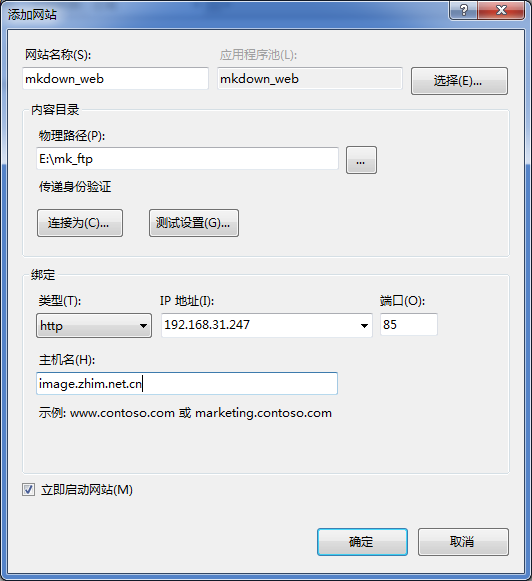 添加网站
网站名称(S): 应用程序池(L):
mkdown_web mkdown_web 选择(E)...
内容目录
物理路径(P):
E:\mk_ftp ...
传递身份验证
连接为(C)... 测试设置(G)...
绑定
类型(T): IP 地址(I): 端口(O):
http 192.168.31.247 85
主机名(H):
image.zhim.net.cn
示例: www.contoso.com 或 marketing.contoso.com
立即启动网站(M)
确定 取消